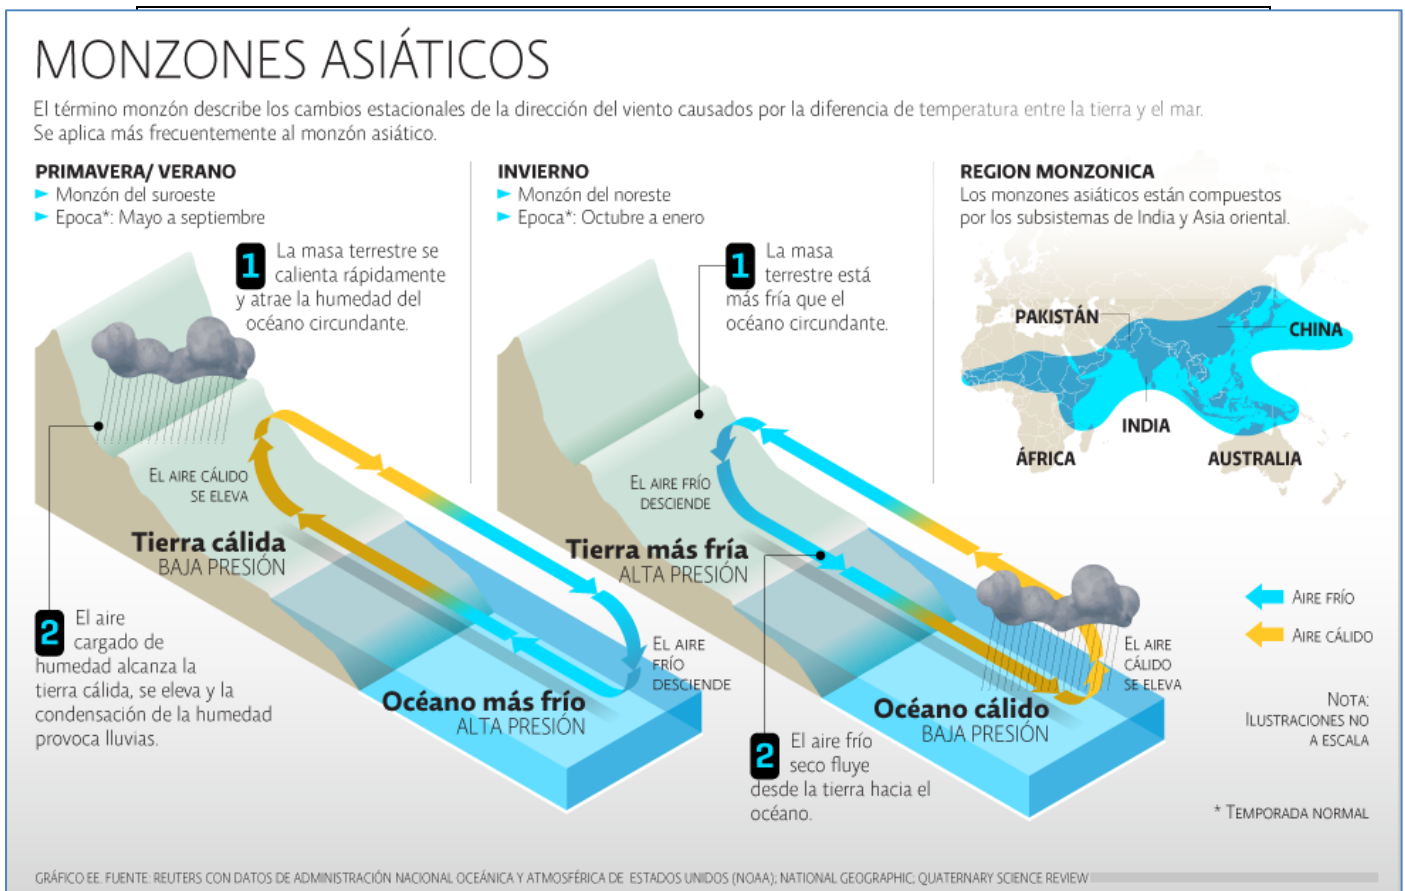 MONZONES ASIÁTICOS
El término monzón describe los cambios estacionales de la dirección del viento causados por la diferencia de temperatura entre la tierra y el mar.
Se aplica más frecuentemente al monzón asiático.
PRIMAVERA/ VERANO
Monzón del suroeste
Epoca*: Mayo a septiembre
1 La masa terrestre se
calienta rápidamente
y atrae la humedad del
océano circundante.
EL AIRE CÁLIDO
SE ELEVA
Tierra cálida
BAJA PRESIÓN
2 El aire
cargado de
humedad alcanza la
tierra cálida, se eleva y la
condensación de la humedad
provoca lluvias.
EL AIRE
FRÍO
DESCIENDE
Océano más frío
ALTA PRESIÓN
INVIERNO
Monzón del noreste
Epoca*: Octubre a enero
1 La masa
terrestre está
más fría que el
océano circundante.
EL AIRE FRÍO
DESCIENDE
Tierra más fría
ALTA PRESIÓN
EL AIRE
CÁLIDO
SE ELEVA
Océano cálido
BAJA PRESIÓN
2 El aire frío
seco fluye
desde la tierra hacia el
océano.
REGION MONZONICA
Los monzones asiáticos están compuestos
por los subsistemas de India y Asia oriental.
PAKISTÁN
CHINA
INDIA
ÁFRICA
AUSTRALIA
AIRE FRÍO
AIRE CÁLIDO
NOTA:
ILUSTRACIONES NO
A ESCALA
* TEMPORADA NORMAL
GRÁFICO EE. FUENTE: REUTERS CON DATOS DE ADMINISTRACIÓN NACIONAL OCEÁNICA Y ATMOSFÉRICA DE ESTADOS UNIDOS (NOAA); NATIONAL GEOGRAPHIC, QUATERNARY SCIENCE REVIEW